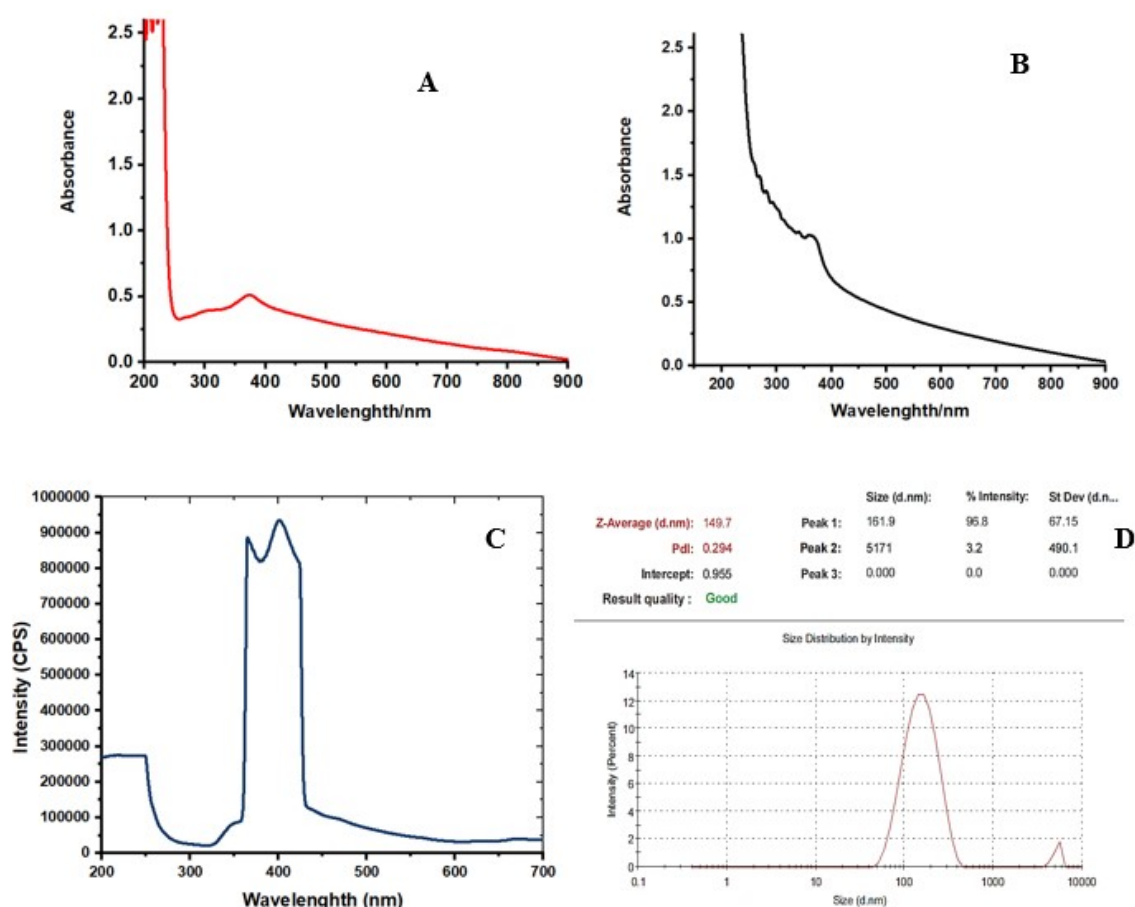 A
2.5
2.0
1.5
1.0
0.5
0.0
Absorbance
200 300 400 500 600 700 800 900
Wavelenghth/nm
B
2.5
2.0
1.5
1.0
0.5
0.0
Absorbance
200 300 400 500 600 700 800 900
Wavelenghth/nm
C
1000000
900000
800000
700000
600000
500000
400000
300000
200000
100000
0
Intensity (CPS)
200 300 400 500 600 700
Wavelenghth (nm)
D
Size (d.nm): % Intensity: St Dev (d.n...
Z-Average (d.nm): 149.7 Peak 1: 161.9 96.8 67.15
PdI: 0.294 Peak 2: 5171 3.2 490.1
Intercept: 0.955 Peak 3: 0.000 0.0 0.000
Result quality : Good
Size Distribution by Intensity
14
12
10
8
6
4
2
0
Intensity (Percent)
0.1 1 10 100 1000 10000
Size (d.nm)